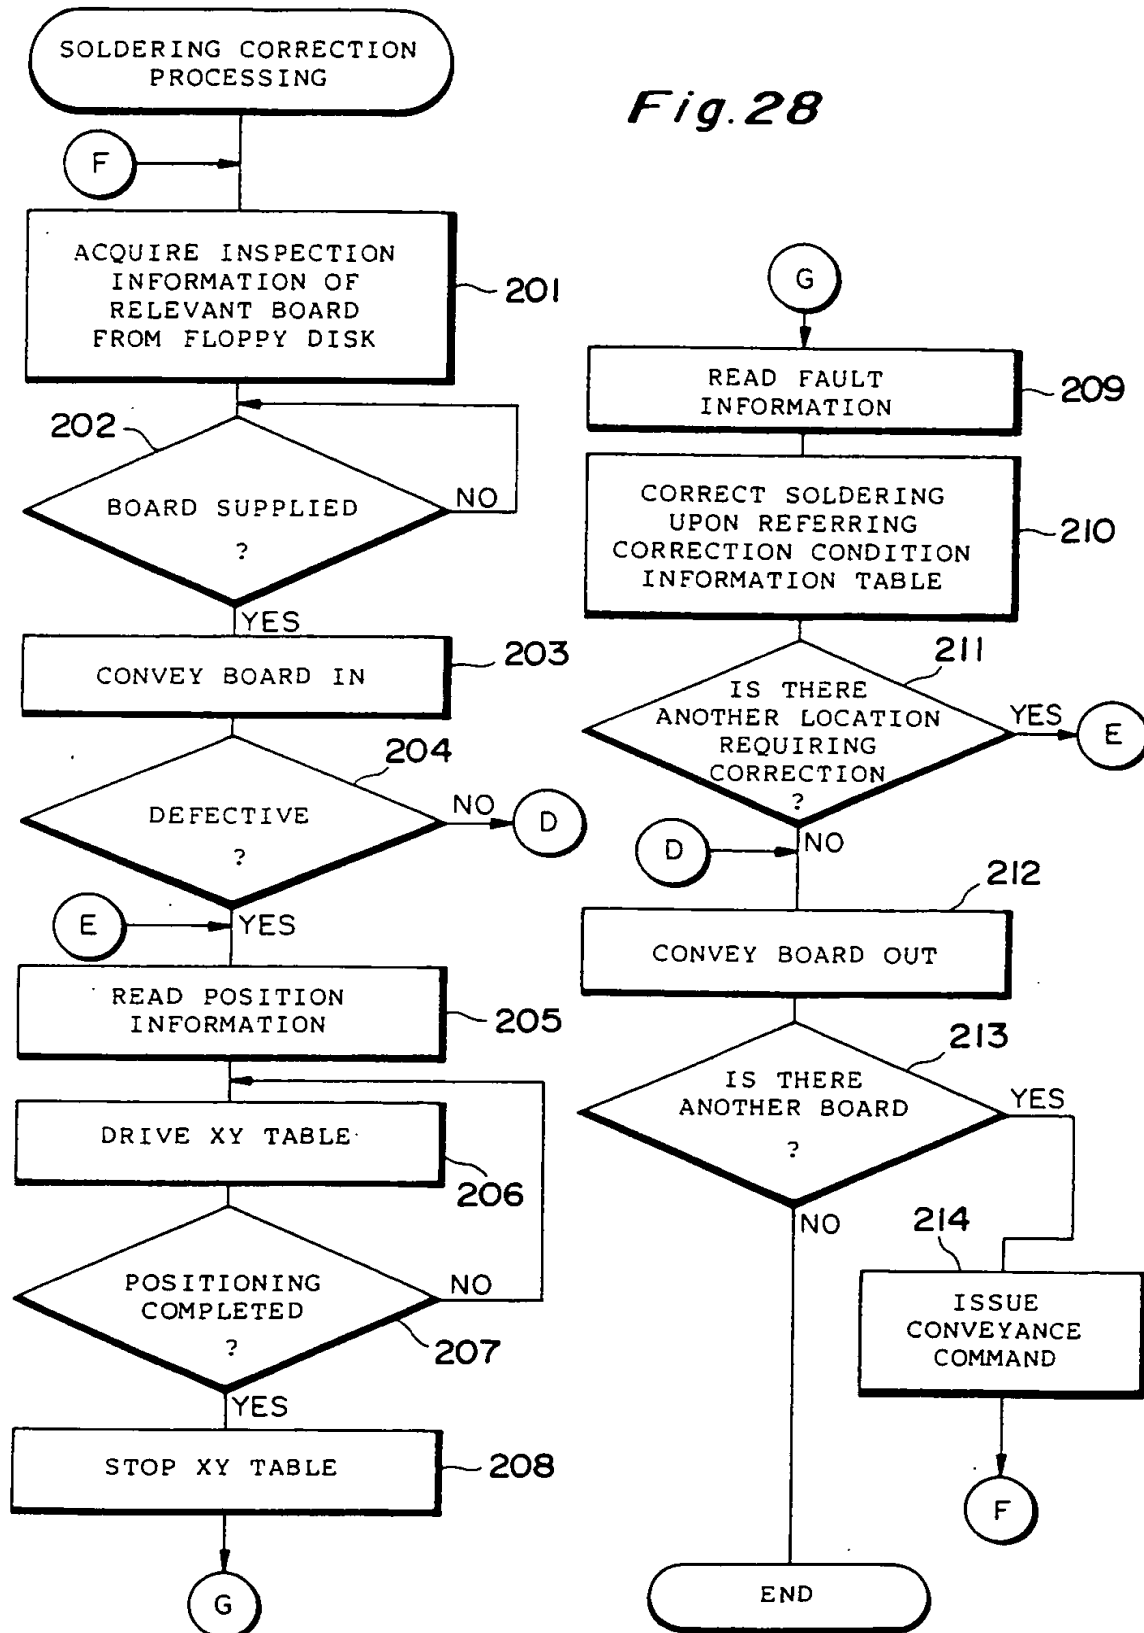 SOLDERING CORRECTION
PROCESSING
Fig.28
F
ACQUIRE INSPECTION
INFORMATION OF
RELEVANT BOARD
FROM FLOPPY DISK
201
202
BOARD SUPPLIED
?
NO
YES
CONVEY BOARD IN
203
204
DEFECTIVE
?
NO
D
E
YES
READ POSITION
INFORMATION
205
DRIVE XY TABLE
206
POSITIONING
COMPLETED
?
NO
207
YES
STOP XY TABLE
208
G
G
READ FAULT
INFORMATION
209
CORRECT SOLDERING
UPON REFERRING
CORRECTION CONDITION
INFORMATION TABLE
210
211
IS THERE
ANOTHER LOCATION
REQUIRING
CORRECTION
?
YES
E
D
NO
212
CONVEY BOARD OUT
213
IS THERE
ANOTHER BOARD
?
YES
NO
214
ISSUE
CONVEYANCE
COMMAND
F
END